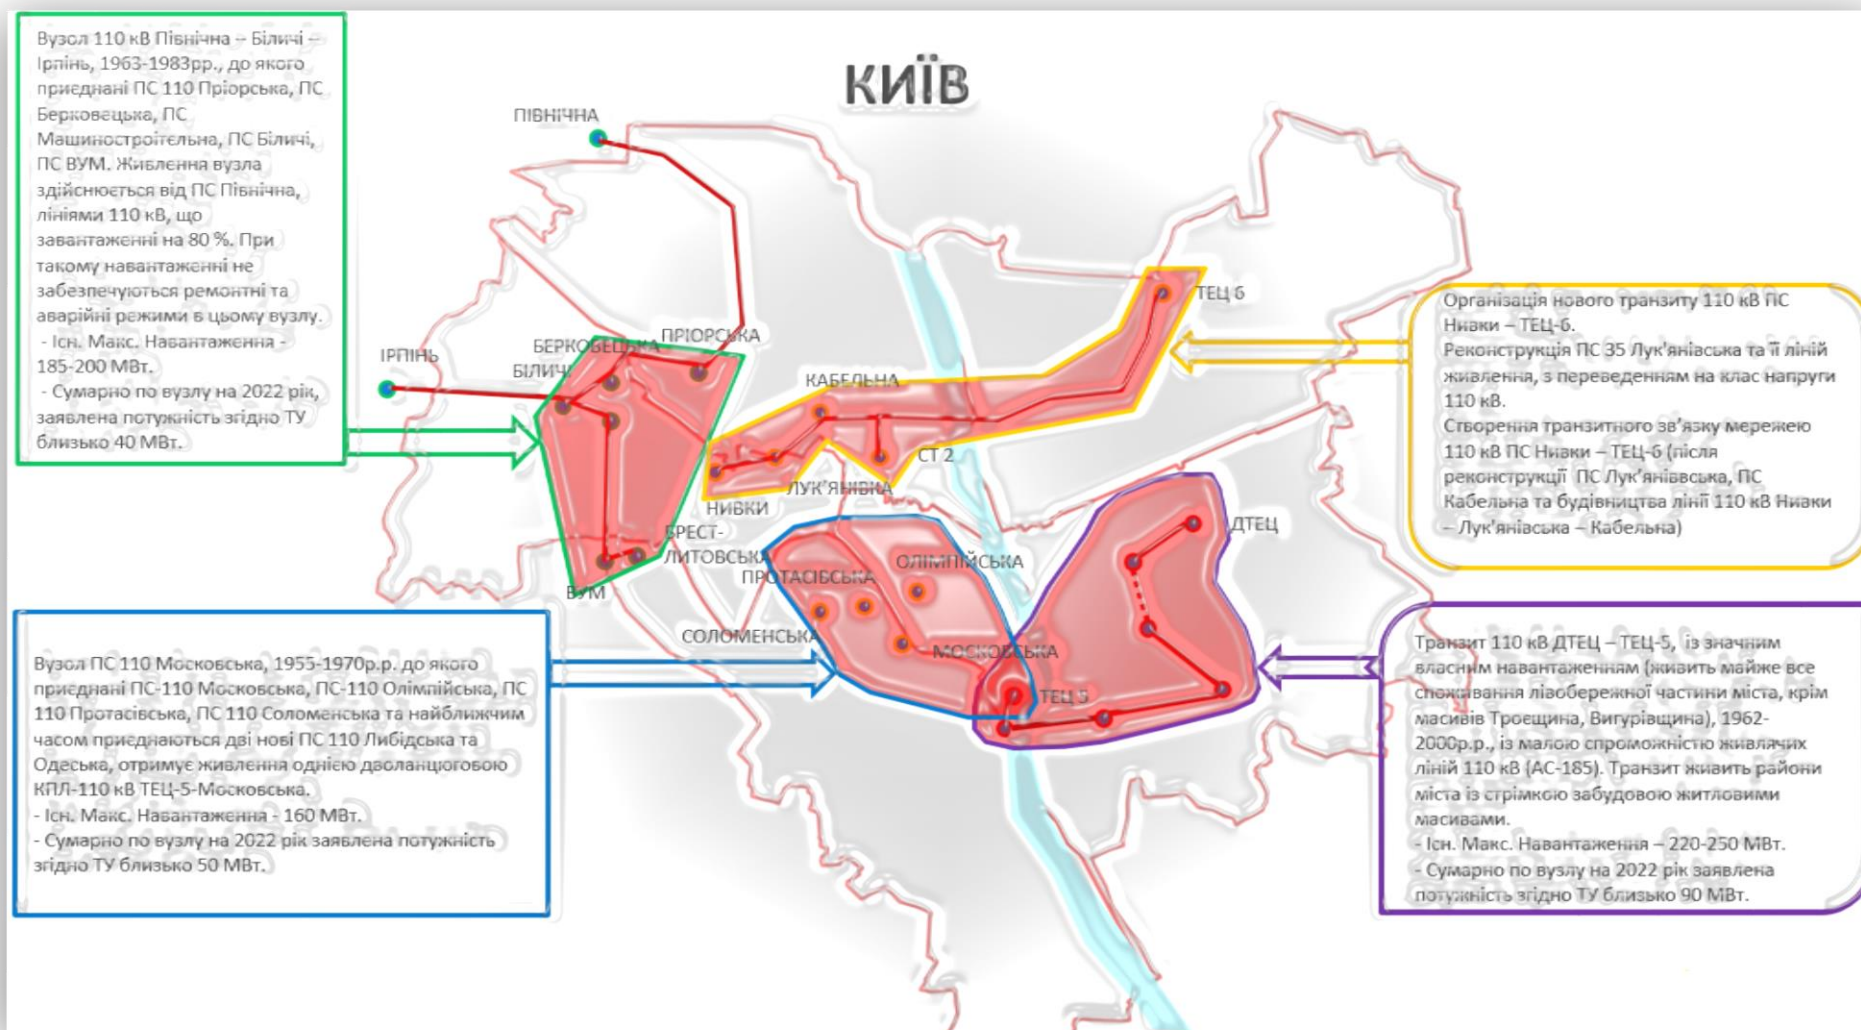 КИЇВ
Вузол 110 кВ Північна – Біличі –
Ірпінь, 1963-1983рр., до якого
приєднані ПС 110 Пріорська, ПС
Берковецька, ПС
Машиностроітєльна, ПС Біличі,
ПС ВУМ. Живлення вузла
здійснюється від ПС Північна,
лініями 110 кВ, що
завантаженні на 80 %. При
такому навантаженні не
забезпечуються ремонтні та
аварійні режими в цьому вузлу.
- Існ. Макс. Навантаження -
185-200 МВт.
- Сумарно по вузлу на 2022 рік,
заявлена потужність згідно ТУ
близько 40 МВт.
ПІВНІЧНА
ТЕЦ 6
ПРІОРСЬКА
БЕРКОВЕЦЬКА
ІРПІНЬ
БІЛИЧІ
КАБЕЛЬНА
СТ 2
ЛУК'ЯНІВКА
НИВКИ
ДТЕЦ
БРЕСТ-
ЛИТОВСЬКА
ОЛІМПІЙСЬКА
ПРОТАСІВСЬКА
ВУМ
СОЛОМЕНСЬКА
МОСКОВСЬКА
ТЕЦ 5
Організація нового транзиту 110 кВ ПС
Нивки – ТЕЦ-6.
Реконструкція ПС 35 Лук'янівська та її ліній
живлення, з переведенням на клас напруги
110 кВ.
Створення транзитного зв'язку мережею
110 кВ ПС Нивки – ТЕЦ-6 (після
реконструкції ПС Лук'яніввська, ПС
Кабельна та будівництва лінії 110 кВ Нивки
– Лук'янівська – Кабельна)
Вузол ПС 110 Московська, 1955-1970р.р. до якого
приєднані ПС-110 Московська, ПС-110 Олімпійська, ПС
110 Протасівська, ПС 110 Соломенська та найближчим
часом приєднаються дві нові ПС 110 Либідська та
Одеська, отримує живлення однією дволанцюговою
КПЛ-110 кВ ТЕЦ-5-Московська.
- Існ. Макс. Навантаження - 160 МВт.
- Сумарно по вузлу на 2022 рік заявлена потужність
згідно ТУ близько 50 МВт.
Транзит 110 кВ ДТЕЦ – ТЕЦ-5, із значним
власним навантаженням (живить майже все
споживання лівобережної частини міста, крім
масивів Троєщина, Вигурівщина), 1962-
2000р.р., із малою спроможністю живлячих
ліній 110 кВ (АС-185). Транзит живить райони
міста із стрімкою забудовою житловими
масивами.
- Існ. Макс. Навантаження – 220-250 МВт.
- Сумарно по вузлу на 2022 рік заявлена
потужність згідно ТУ близько 90 МВт.